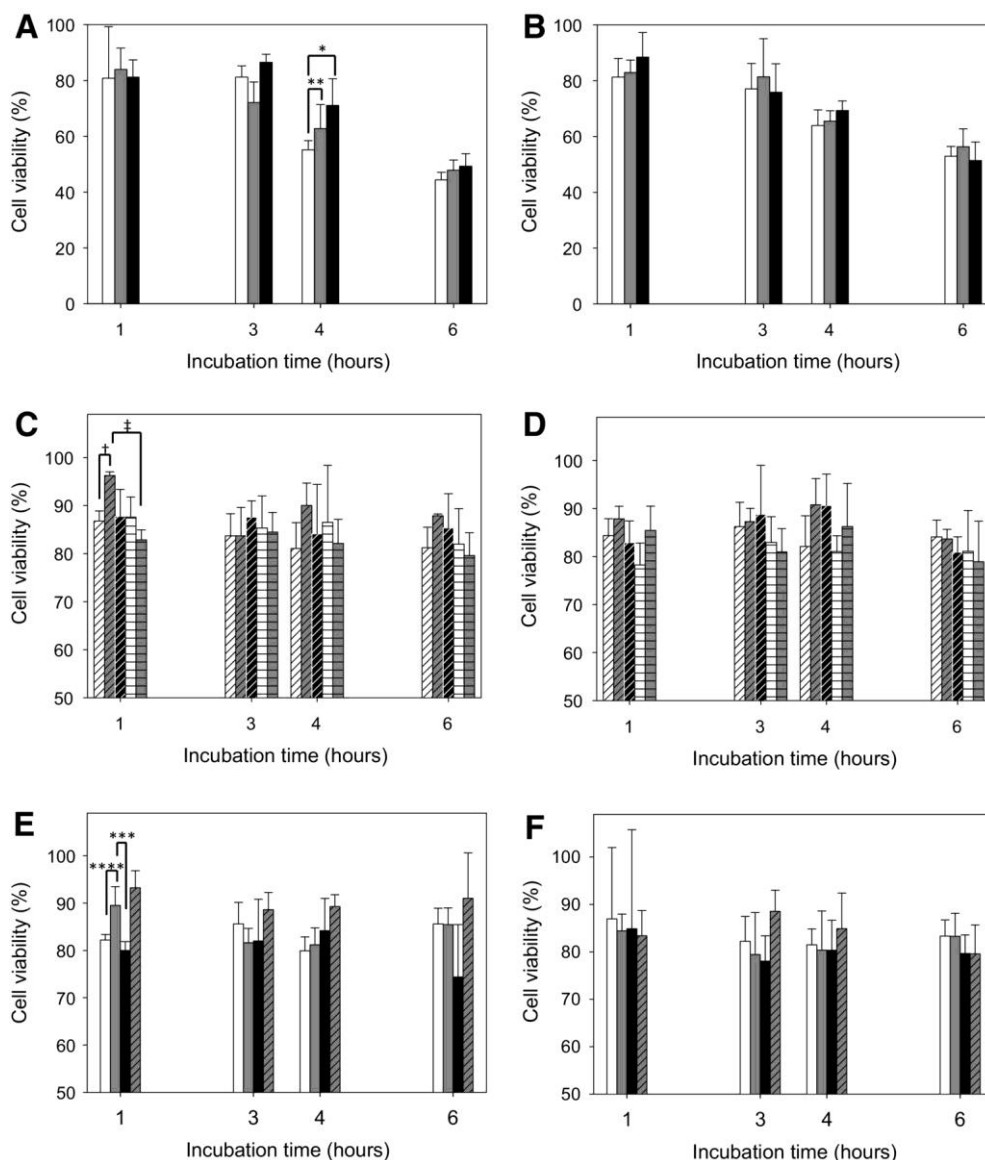 A
B
100
80
60
40
20
0
Cell viability (%)
*
**
1 3 4 6
Incubation time (hours)
100
80
60
40
20
0
Cell viability (%)
1 3 4 6
Incubation time (hours)
C
D
100
90
80
70
60
50
Cell viability (%)
†
‡
1 3 4 6
Incubation time (hours)
100
90
80
70
60
50
Cell viability (%)
1 3 4 6
Incubation time (hours)
E
F
100
90
80
70
60
50
Cell viability (%)
***
****
1 3 4 6
Incubation time (hours)
100
90
80
70
60
50
Cell viability (%)
1 3 4 6
Incubation time (hours)